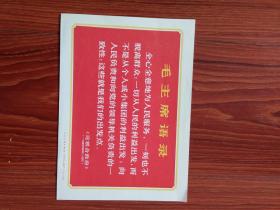 毛主席语录
全心全意地为人民服务，一刻也不
脱离群众；一切从人民的利益出发，而
不是从个人或小集团的利益出发；向
人民负责和向党的领导机关负责的一
致性；这些就是我们的出发点。
《论联合政府》